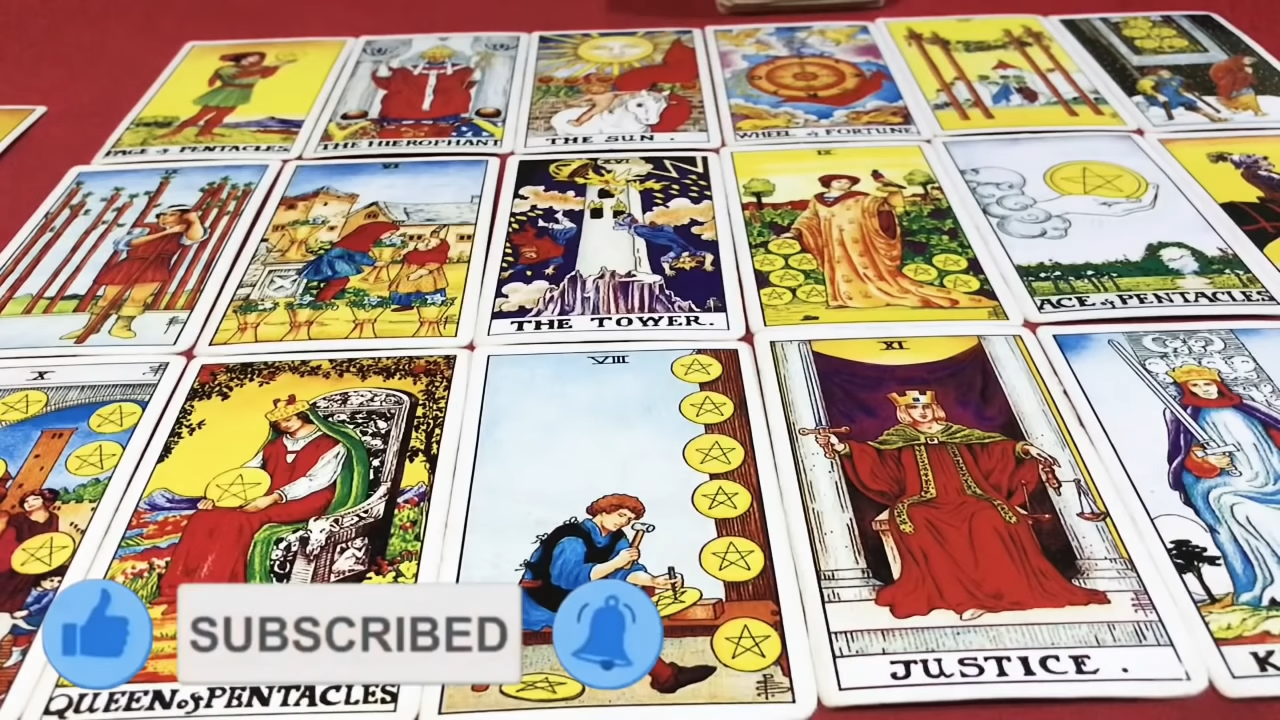 PAGE of PENTACLES.
THE HIEROPHANT
THE SUN .
WHEEL of FORTUNE
VI
XVI
IX
THE TOWER.
ACE of PENTACLES
X
VIII
XI
SUBSCRIBED
QUEEN of PENTACLES
JUSTICE .
K